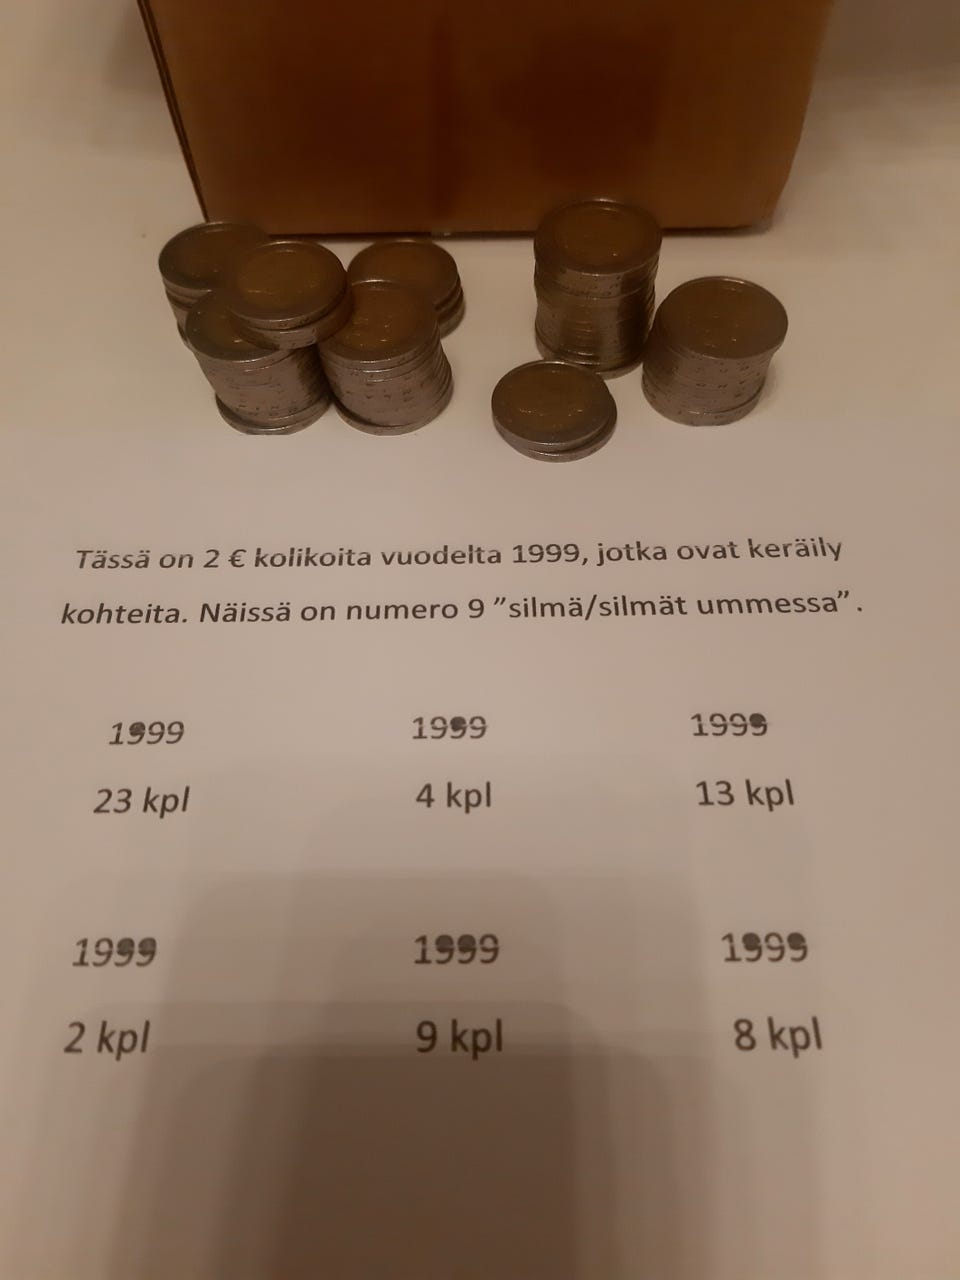 Tässä on 2 € kolikoita vuodelta 1999, jotka ovat keräily
kohteita. Näissä on numero 9 ”silmä/silmät ummessa”.
1999 1999 1999
23 kpl 4 kpl 13 kpl
1999 1999 1999
2 kpl 9 kpl 8 kpl